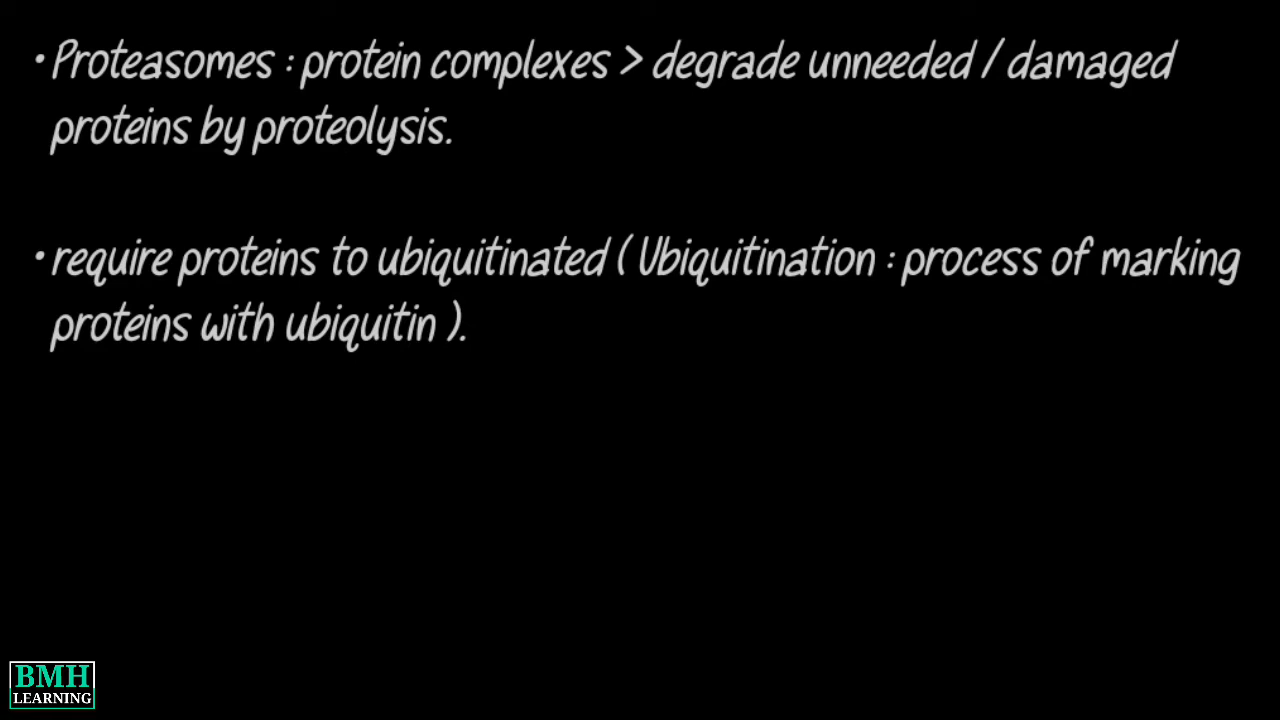 • Proteasomes : protein complexes > degrade unneeded / damaged
proteins by proteolysis.
• require proteins to ubiquitinated ( Ubiquitination : process of marking
proteins with ubiquitin ).
BMH
LEARNING